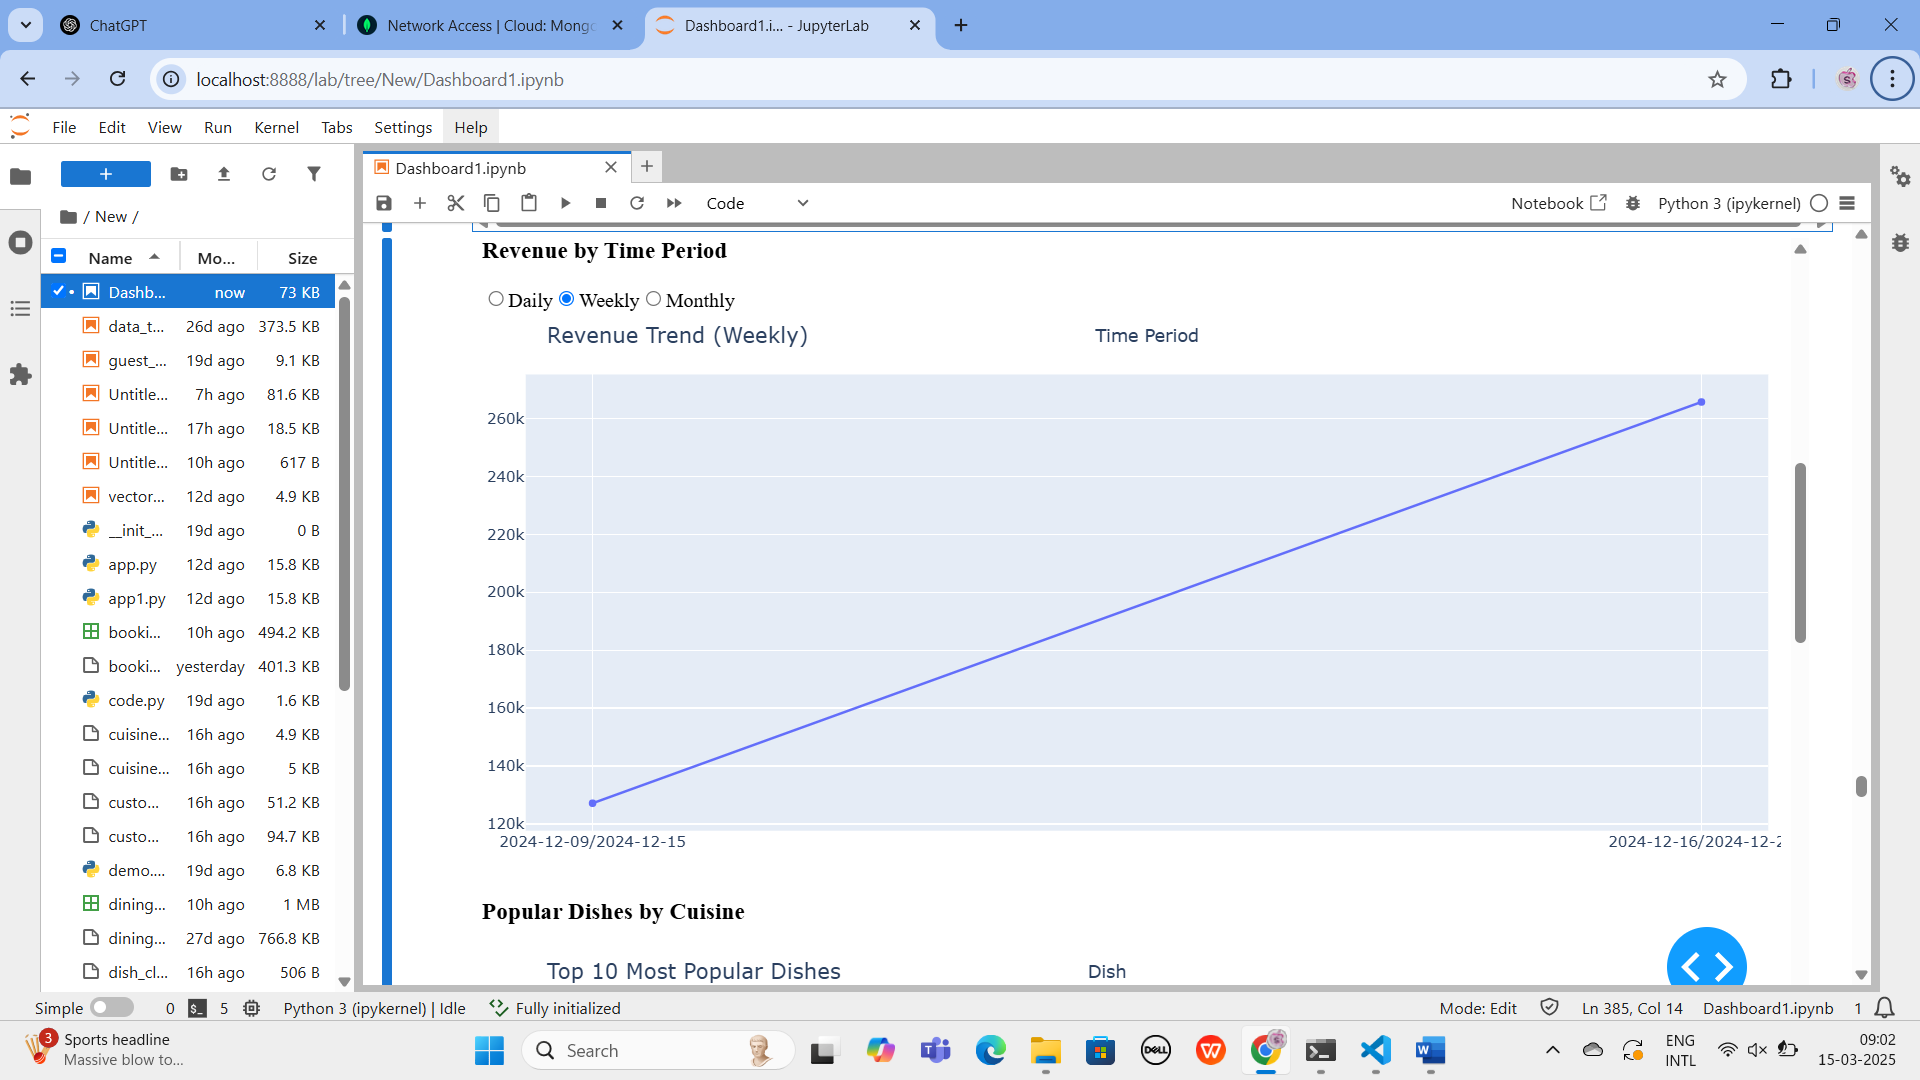 ChatGPT
Network Access | Cloud: Mong
Dashboard1.i... - JupyterLab
localhost:8888/lab/tree/New/Dashboard1.ipynb
File Edit View Run Kernel Tabs Settings Help
Dashboard1.ipynb
Code
Notebook
Python 3 (ipykernel)
/ New /
Name Mo... Size
Dashb... now 73 KB
data_t... 26d ago 373.5 KB
guest_... 19d ago 9.1 KB
Untitle... 7h ago 81.6 KB
Untitle... 17h ago 18.5 KB
Untitle... 10h ago 617 B
vector... 12d ago 4.9 KB
__init_... 19d ago 0 B
app.py 12d ago 15.8 KB
app1.py 12d ago 15.8 KB
booki... 10h ago 494.2 KB
booki... yesterday 401.3 KB
code.py 19d ago 1.6 KB
cuisine... 16h ago 4.9 KB
cuisine... 16h ago 5 KB
custo... 16h ago 51.2 KB
custo... 16h ago 94.7 KB
demo.... 19d ago 6.8 KB
dining... 10h ago 1 MB
dining... 27d ago 766.8 KB
dish_cl... 16h ago 506 B
Revenue by Time Period
Daily Weekly Monthly
Revenue Trend (Weekly)
Time Period
260k
240k
220k
200k
180k
160k
140k
120k
2024-12-09/2024-12-15
2024-12-16/2024-12-2
Popular Dishes by Cuisine
Top 10 Most Popular Dishes
Dish
Simple 0 5 Python 3 (ipykernel) | Idle Fully initialized
Mode: Edit Ln 385, Col 14 Dashboard1.ipynb 1
3
Sports headline
Massive blow to...
Search
DELL
ENG
INTL
09:02
15-03-2025